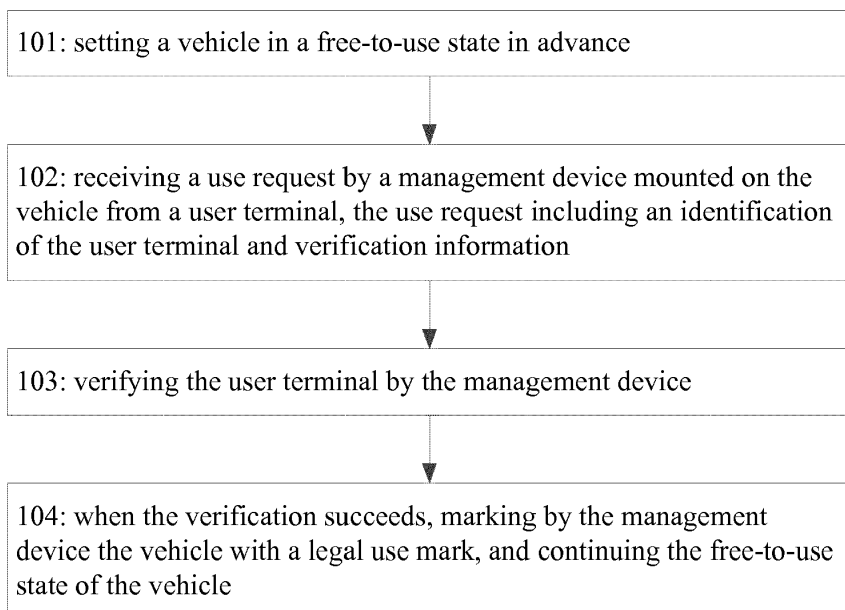 101: setting a vehicle in a free-to-use state in advance
102: receiving a use request by a management device mounted on the
vehicle from a user terminal, the use request including an identification
of the user terminal and verification information
103: verifying the user terminal by the management device
104: when the verification succeeds, marking by the management
device the vehicle with a legal use mark, and continuing the free-to-use
state of the vehicle